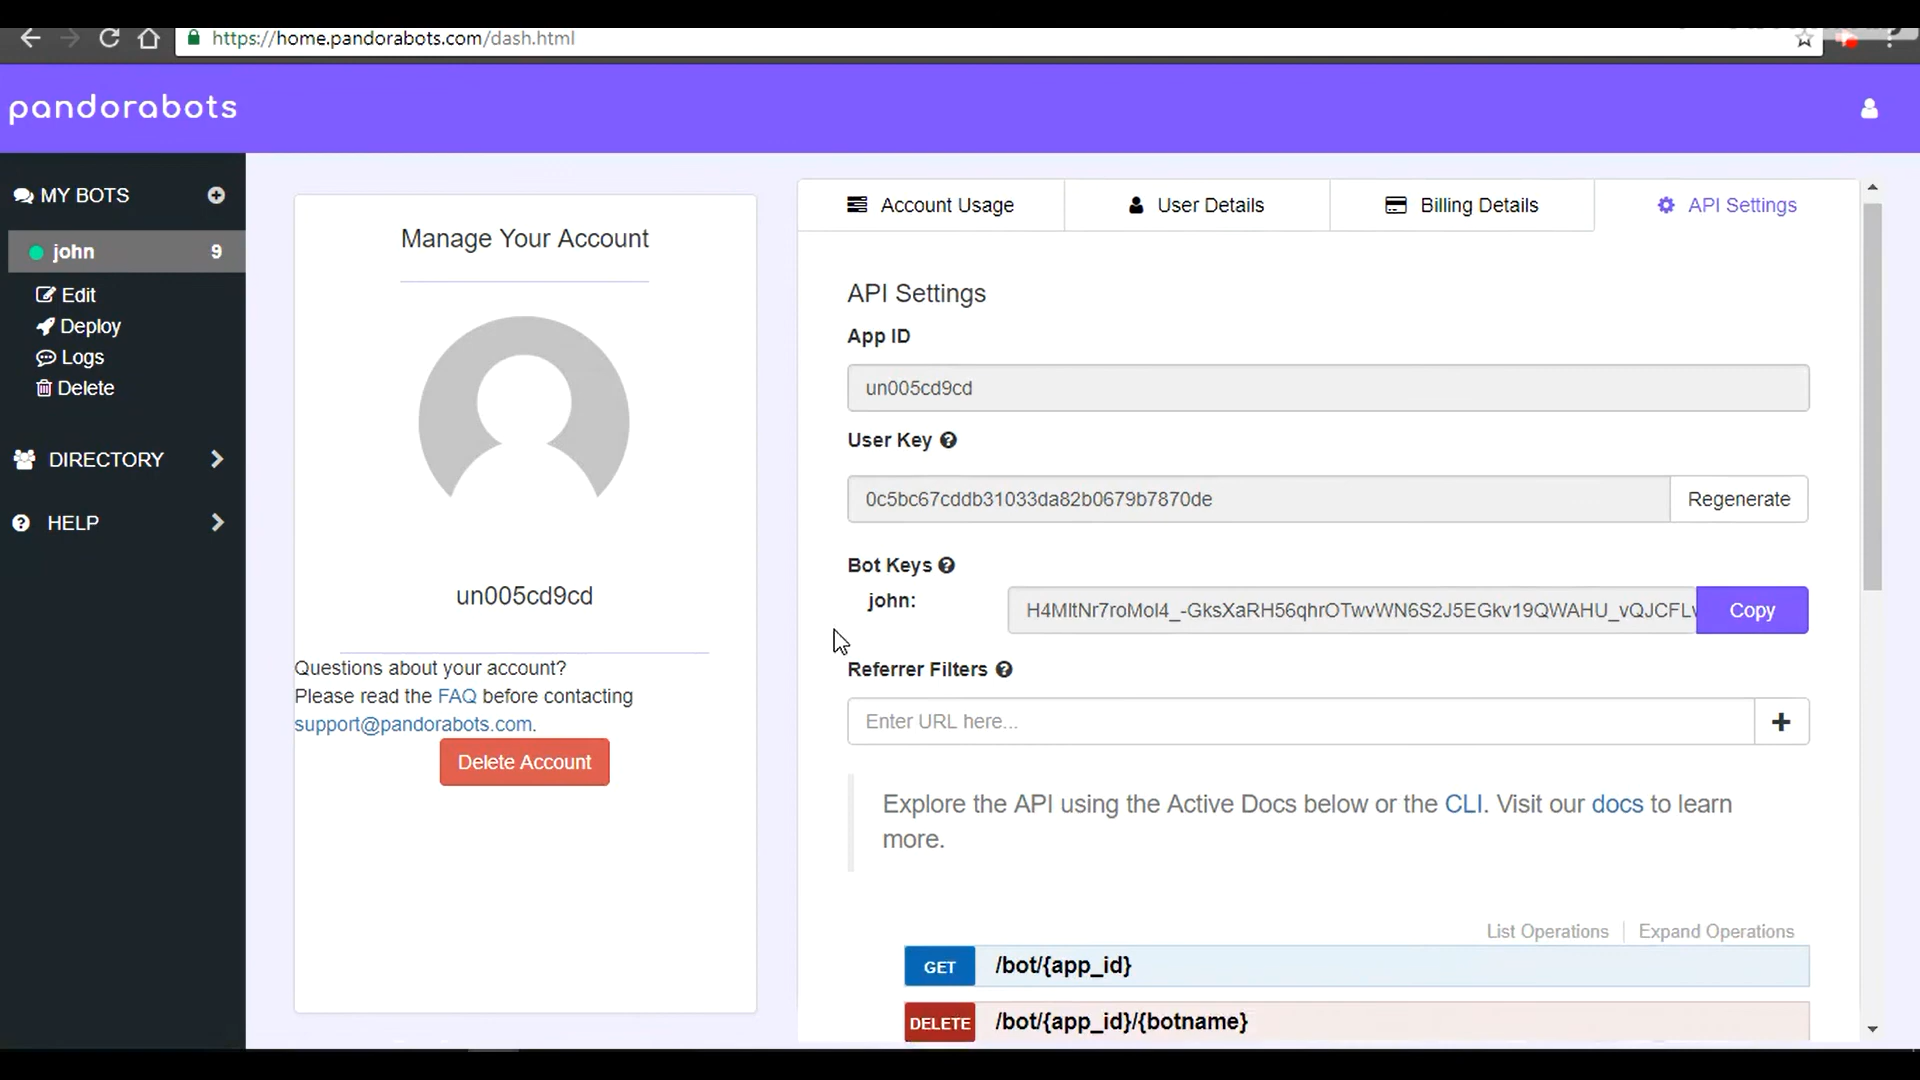 https://home.pandorabots.com/dash.html
pandorabots
MY BOTS
john 9
Edit
Deploy
Logs
Delete
DIRECTORY
HELP
Manage Your Account
un005cd9cd
Questions about your account?
Please read the FAQ before contacting
support@pandorabots.com.
Delete Account
Account Usage
User Details
Billing Details
API Settings
API Settings
App ID
un005cd9cd
User Key
0c5bc67cddb31033da82b0679b7870de
Regenerate
Bot Keys
john:
H4MltNr7roMol4_-GksXaRH56qhrOTwvWN6S2J5EGkv19QWAHU_vQJCFLv
Copy
Referrer Filters
Enter URL here...
Explore the API using the Active Docs below or the CLI. Visit our docs to learn
more.
List Operations
Expand Operations
GET /bot/{app_id}
DELETE /bot/{app_id}/{botname}